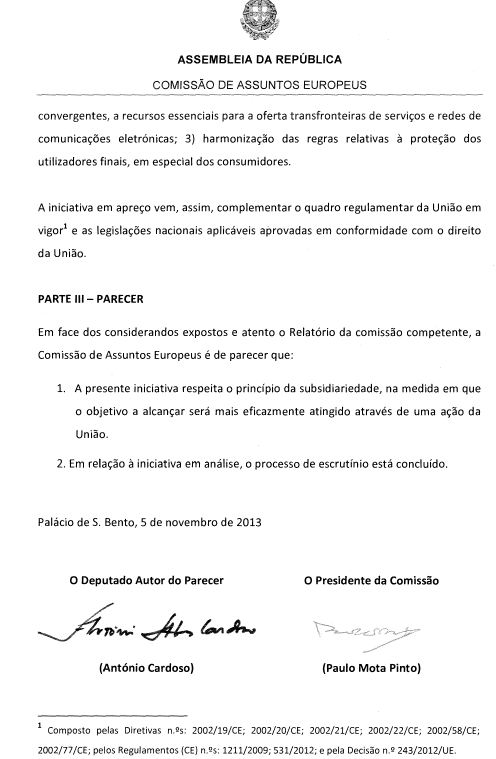 ASSEMBLEIA DA REPÚBLICA
COMISSÃO DE ASSUNTOS EUROPEUS
convergentes, a recursos essenciais para a oferta transfronteiras de serviços e redes de
comunicações eletrónicas; 3) harmonização das regras relativas à proteção dos
utilizadores finais, em especial dos consumidores.
A iniciativa em apreço vem, assim, complementar o quadro regulamentar da União em
vigor¹ e as legislações nacionais aplicáveis aprovadas em conformidade com o direito
da União.
PARTE III – PARECER
Em face dos considerandos expostos e atento o Relatório da comissão competente, a
Comissão de Assuntos Europeus é de parecer que:
1. A presente iniciativa respeita o princípio da subsidiariedade, na medida em que
o objetivo a alcançar será mais eficazmente atingido através de uma ação da
União.
2. Em relação à iniciativa em análise, o processo de escrutínio está concluído.
Palácio de S. Bento, 5 de novembro de 2013
O Deputado Autor do Parecer O Presidente da Comissão
(António Cardoso) (Paulo Mota Pinto)
¹ Composto pelas Diretivas n.ºs: 2002/19/CE; 2002/20/CE; 2002/21/CE; 2002/22/CE; 2002/58/CE;
2002/77/CE; pelos Regulamentos (CE) n.ºs: 1211/2009; 531/2012; e pela Decisão n.º 243/2012/UE.